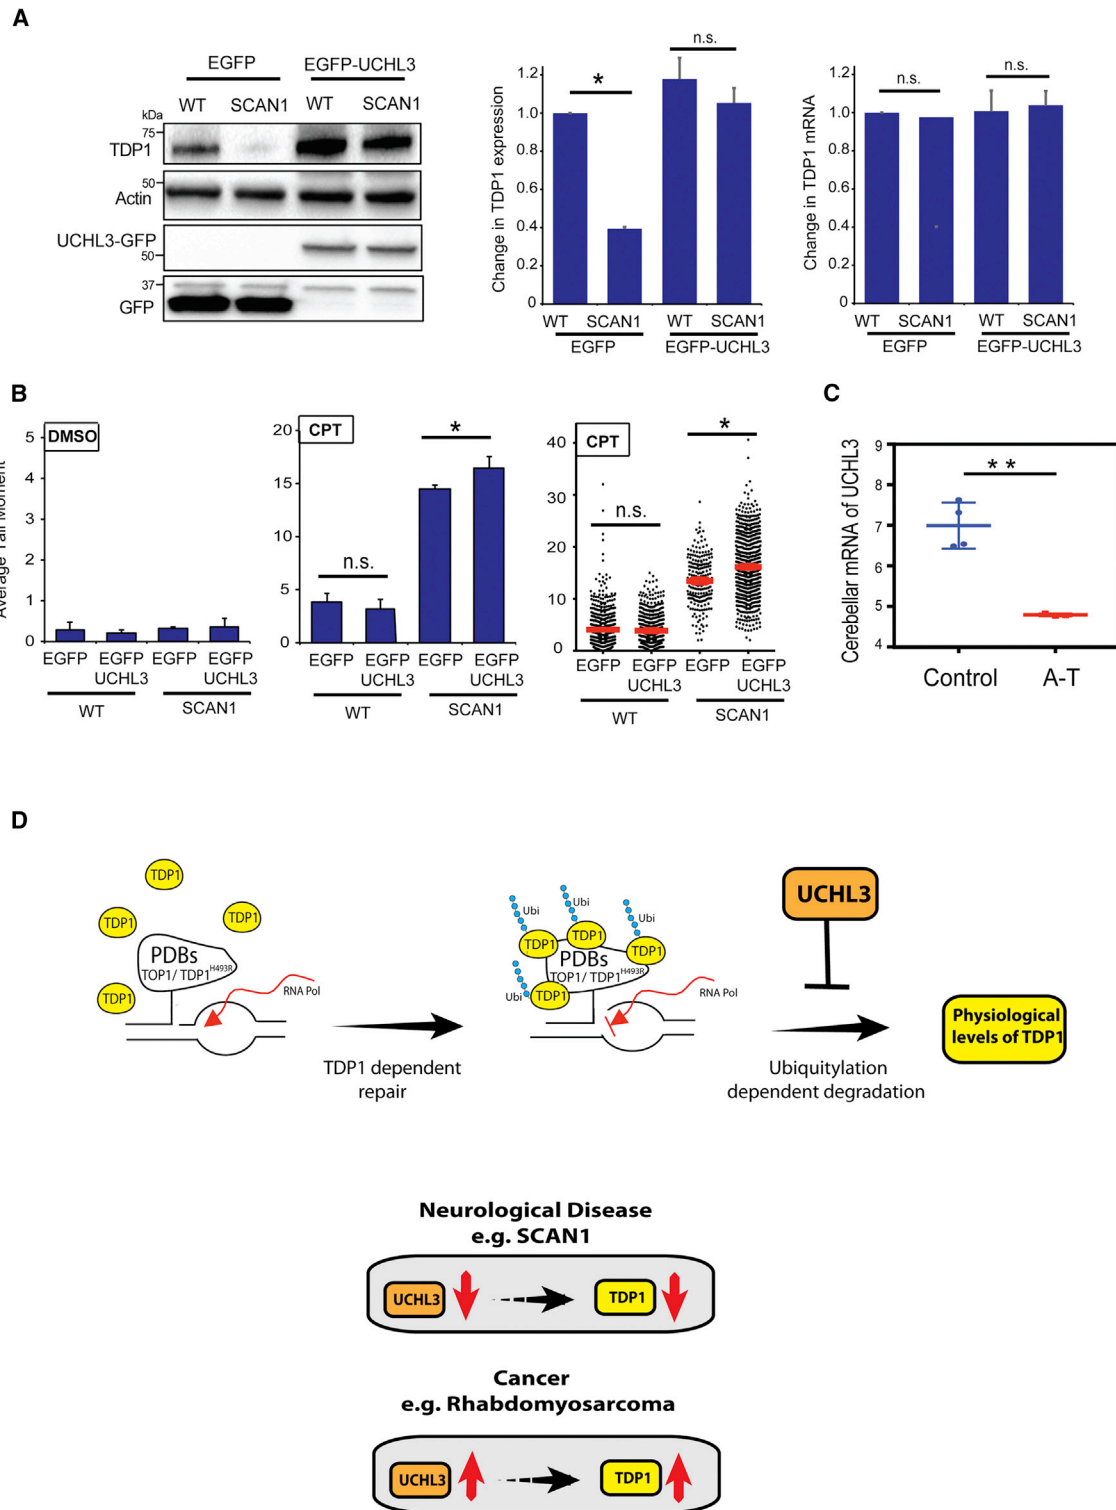 A
EGFP
EGFP-UCHL3
WT SCAN1 WT SCAN1
kDa
75
TDP1
50
Actin
UCHL3-GFP
50
37
GFP
Change in TDP1 expression
1.2
1.0
0.8
0.6
0.4
0.2
0
*
n.s.
WT SCAN1 WT SCAN1
EGFP EGFP-UCHL3
Change in TDP1 mRNA
1.2
1.0
0.8
0.6
0.4
0.2
0
n.s.
n.s.
WT SCAN1 WT SCAN1
EGFP EGFP-UCHL3
B
Average Tail Moment
DMSO
5
4
3
2
1
0
EGFP EGFP EGFP EGFP
UCHL3 UCHL3
WT SCAN1
CPT
20
15
10
5
0
n.s.
*
EGFP EGFP EGFP EGFP
UCHL3 UCHL3
WT SCAN1
CPT
40
30
20
10
0
n.s.
*
EGFP EGFP EGFP EGFP
UCHL3 UCHL3
WT SCAN1
C
Cerebellar mRNA of UCHL3
9
8
7
6
5
4
**
Control A-T
D
TDP1
TDP1
TDP1
TDP1
PDBs
TOP1/ TDP1H493R
RNA Pol
TDP1 dependent
repair
Ubi
Ubi
Ubi
Ubi
TDP1
TDP1
TDP1
TDP1
PDBs
TOP1/ TDP1H493R
RNA Pol
UCHL3
Ubiquitylation
dependent degradation
Physiological
levels of TDP1
Neurological Disease
e.g. SCAN1
UCHL3 TDP1
Cancer
e.g. Rhabdomyosarcoma
UCHL3 TDP1